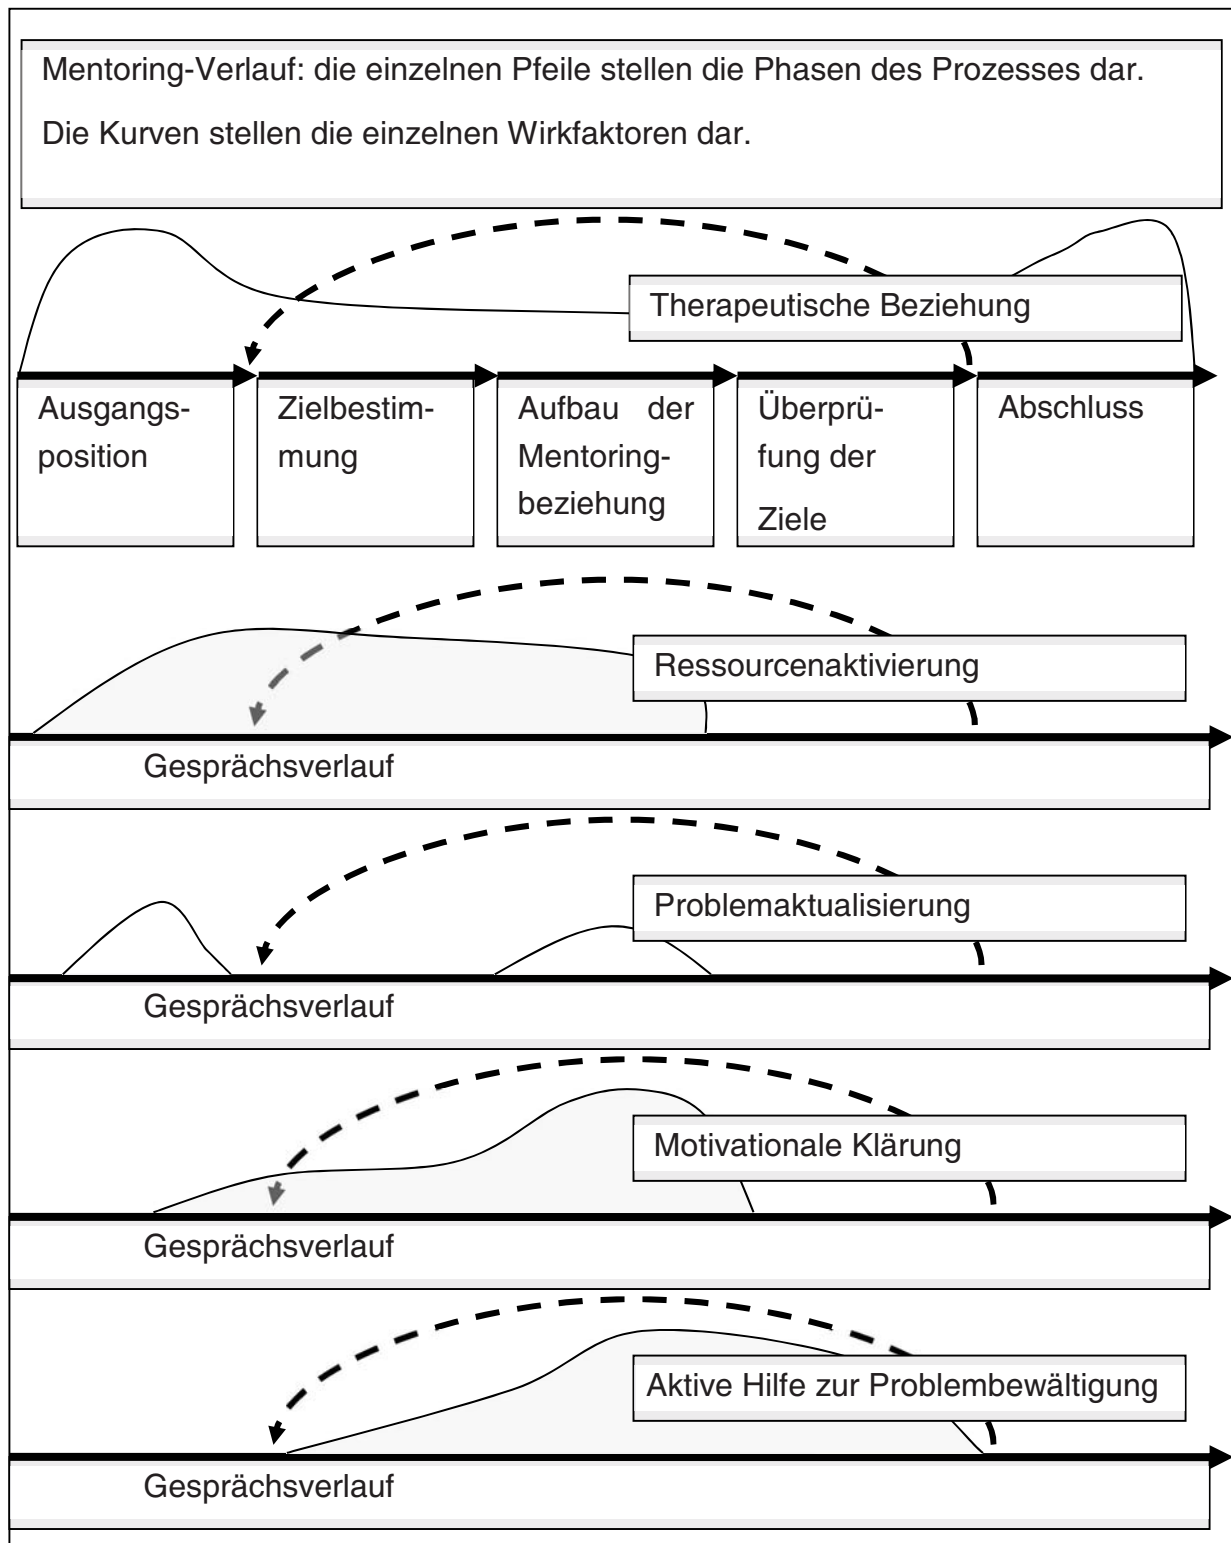 Mentoring-Verlauf: die einzelnen Pfeile stellen die Phasen des Prozesses dar.
Die Kurven stellen die einzelnen Wirkfaktoren dar.
Therapeutische Beziehung
Ausgangs-
position
Zielbestim-
mung
Aufbau der
Mentoring-
beziehung
Überprü-
fung der
Ziele
Abschluss
Ressourcenaktivierung
Gesprächsverlauf
Problemaktualisierung
Gesprächsverlauf
Motivationale Klärung
Gesprächsverlauf
Aktive Hilfe zur Problembewältigung
Gesprächsverlauf